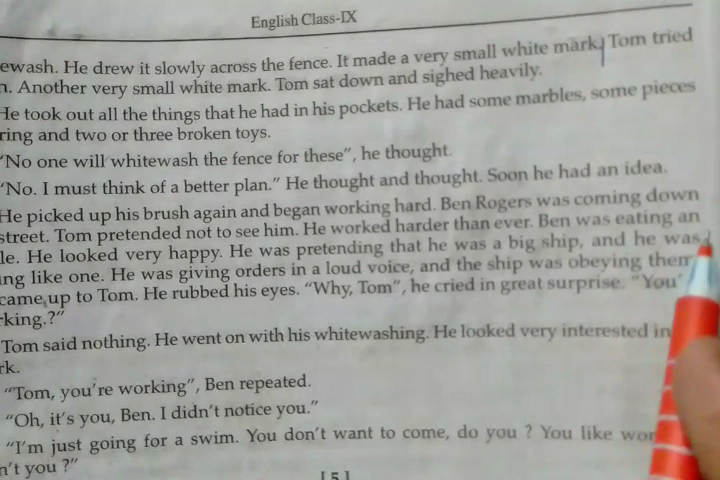 English Class-IX
ewash. He drew it slowly across the fence. It made a very small white mark. Tom tried
n. Another very small white mark. Tom sat down and sighed heavily.
He took out all the things that he had in his pockets. He had some marbles, some pieces
ring and two or three broken toys.
"No one will whitewash the fence for these", he thought.
"No. I must think of a better plan." He thought and thought. Soon he had an idea.
He picked up his brush again and began working hard. Ben Rogers was coming down
street. Tom pretended not to see him. He worked harder than ever. Ben was eating an
le. He looked very happy. He was pretending that he was a big ship, and he was
ing like one. He was giving orders in a loud voice, and the ship was obeying them
came up to Tom. He rubbed his eyes. "Why, Tom", he cried in great surprise. "You'
rking.?"
Tom said nothing. He went on with his whitewashing. He looked very interested in
rk.
"Tom, you're working", Ben repeated.
"Oh, it's you, Ben. I didn't notice you."
"I'm just going for a swim. You don't want to come, do you ? You like wor
n't you ?"
[ 5 ]